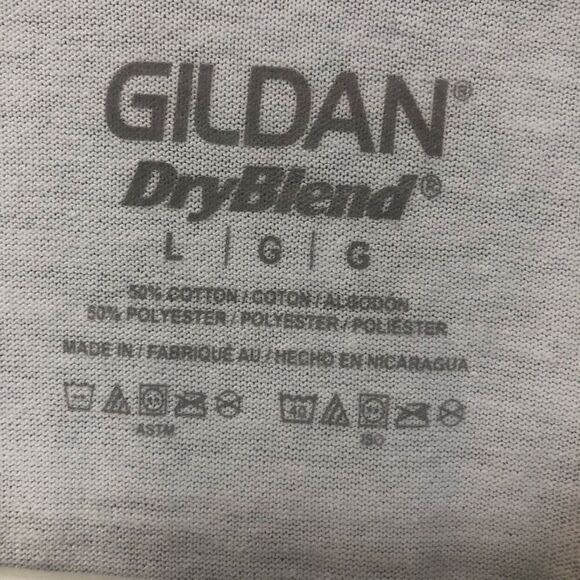 GILDAN®
DryBlend®
L | G | G
50% COTTON / COTON / ALGODÓN
50% POLYESTER / POLYESTER / POLIÉSTER
MADE IN / FABRIQUÉ AU / HECHO EN NICARAGUA
40
ASTM ISO